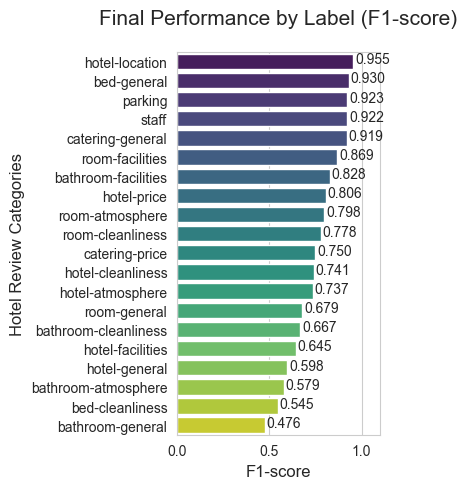 Final Performance by Label (F1-score)
Hotel Review Categories
hotel-location 0.955
bed-general 0.930
parking 0.923
staff 0.922
catering-general 0.919
room-facilities 0.869
bathroom-facilities 0.828
hotel-price 0.806
room-atmosphere 0.798
room-cleanliness 0.778
catering-price 0.750
hotel-cleanliness 0.741
hotel-atmosphere 0.737
room-general 0.679
bathroom-cleanliness 0.667
hotel-facilities 0.645
hotel-general 0.598
bathroom-atmosphere 0.579
bed-cleanliness 0.545
bathroom-general 0.476
0.0 0.5 1.0
F1-score